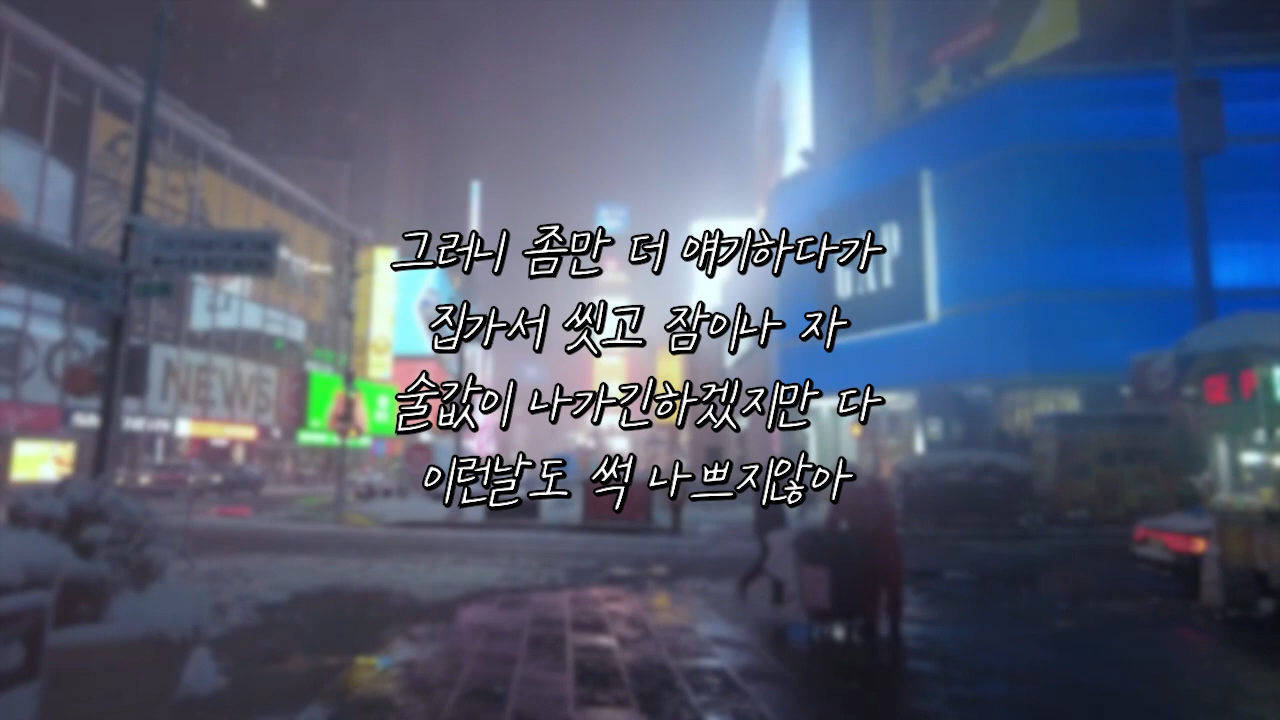 그러니 좀만 더 얘기하다가
집가서 씻고 잠이나 자
술값이 나가긴하겠지만 다
이런날도 썩 나쁘지않아
NEWS
GAP